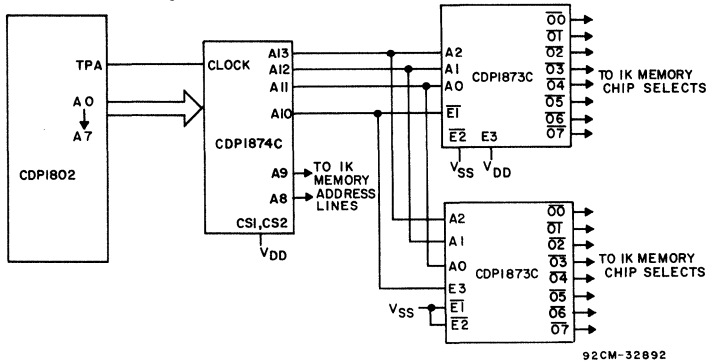 CDP1802
TPA
A0
A7
CLOCK
CDP1874C
A13
A12
A11
A10
A9
A8
CS1,CS2
VDD
TO 1K
MEMORY
ADDRESS
LINES
A2
A1
A0
E1
CDP1873C
E2 E3
VSS VDD
00
01
02
03
04
05
06
07
TO 1K MEMORY
CHIP SELECTS
A2
A1
A0
E3
E1
E2
VSS
CDP1873C
00
01
02
03
04
05
06
07
TO 1K MEMORY
CHIP SELECTS
92CM-32892